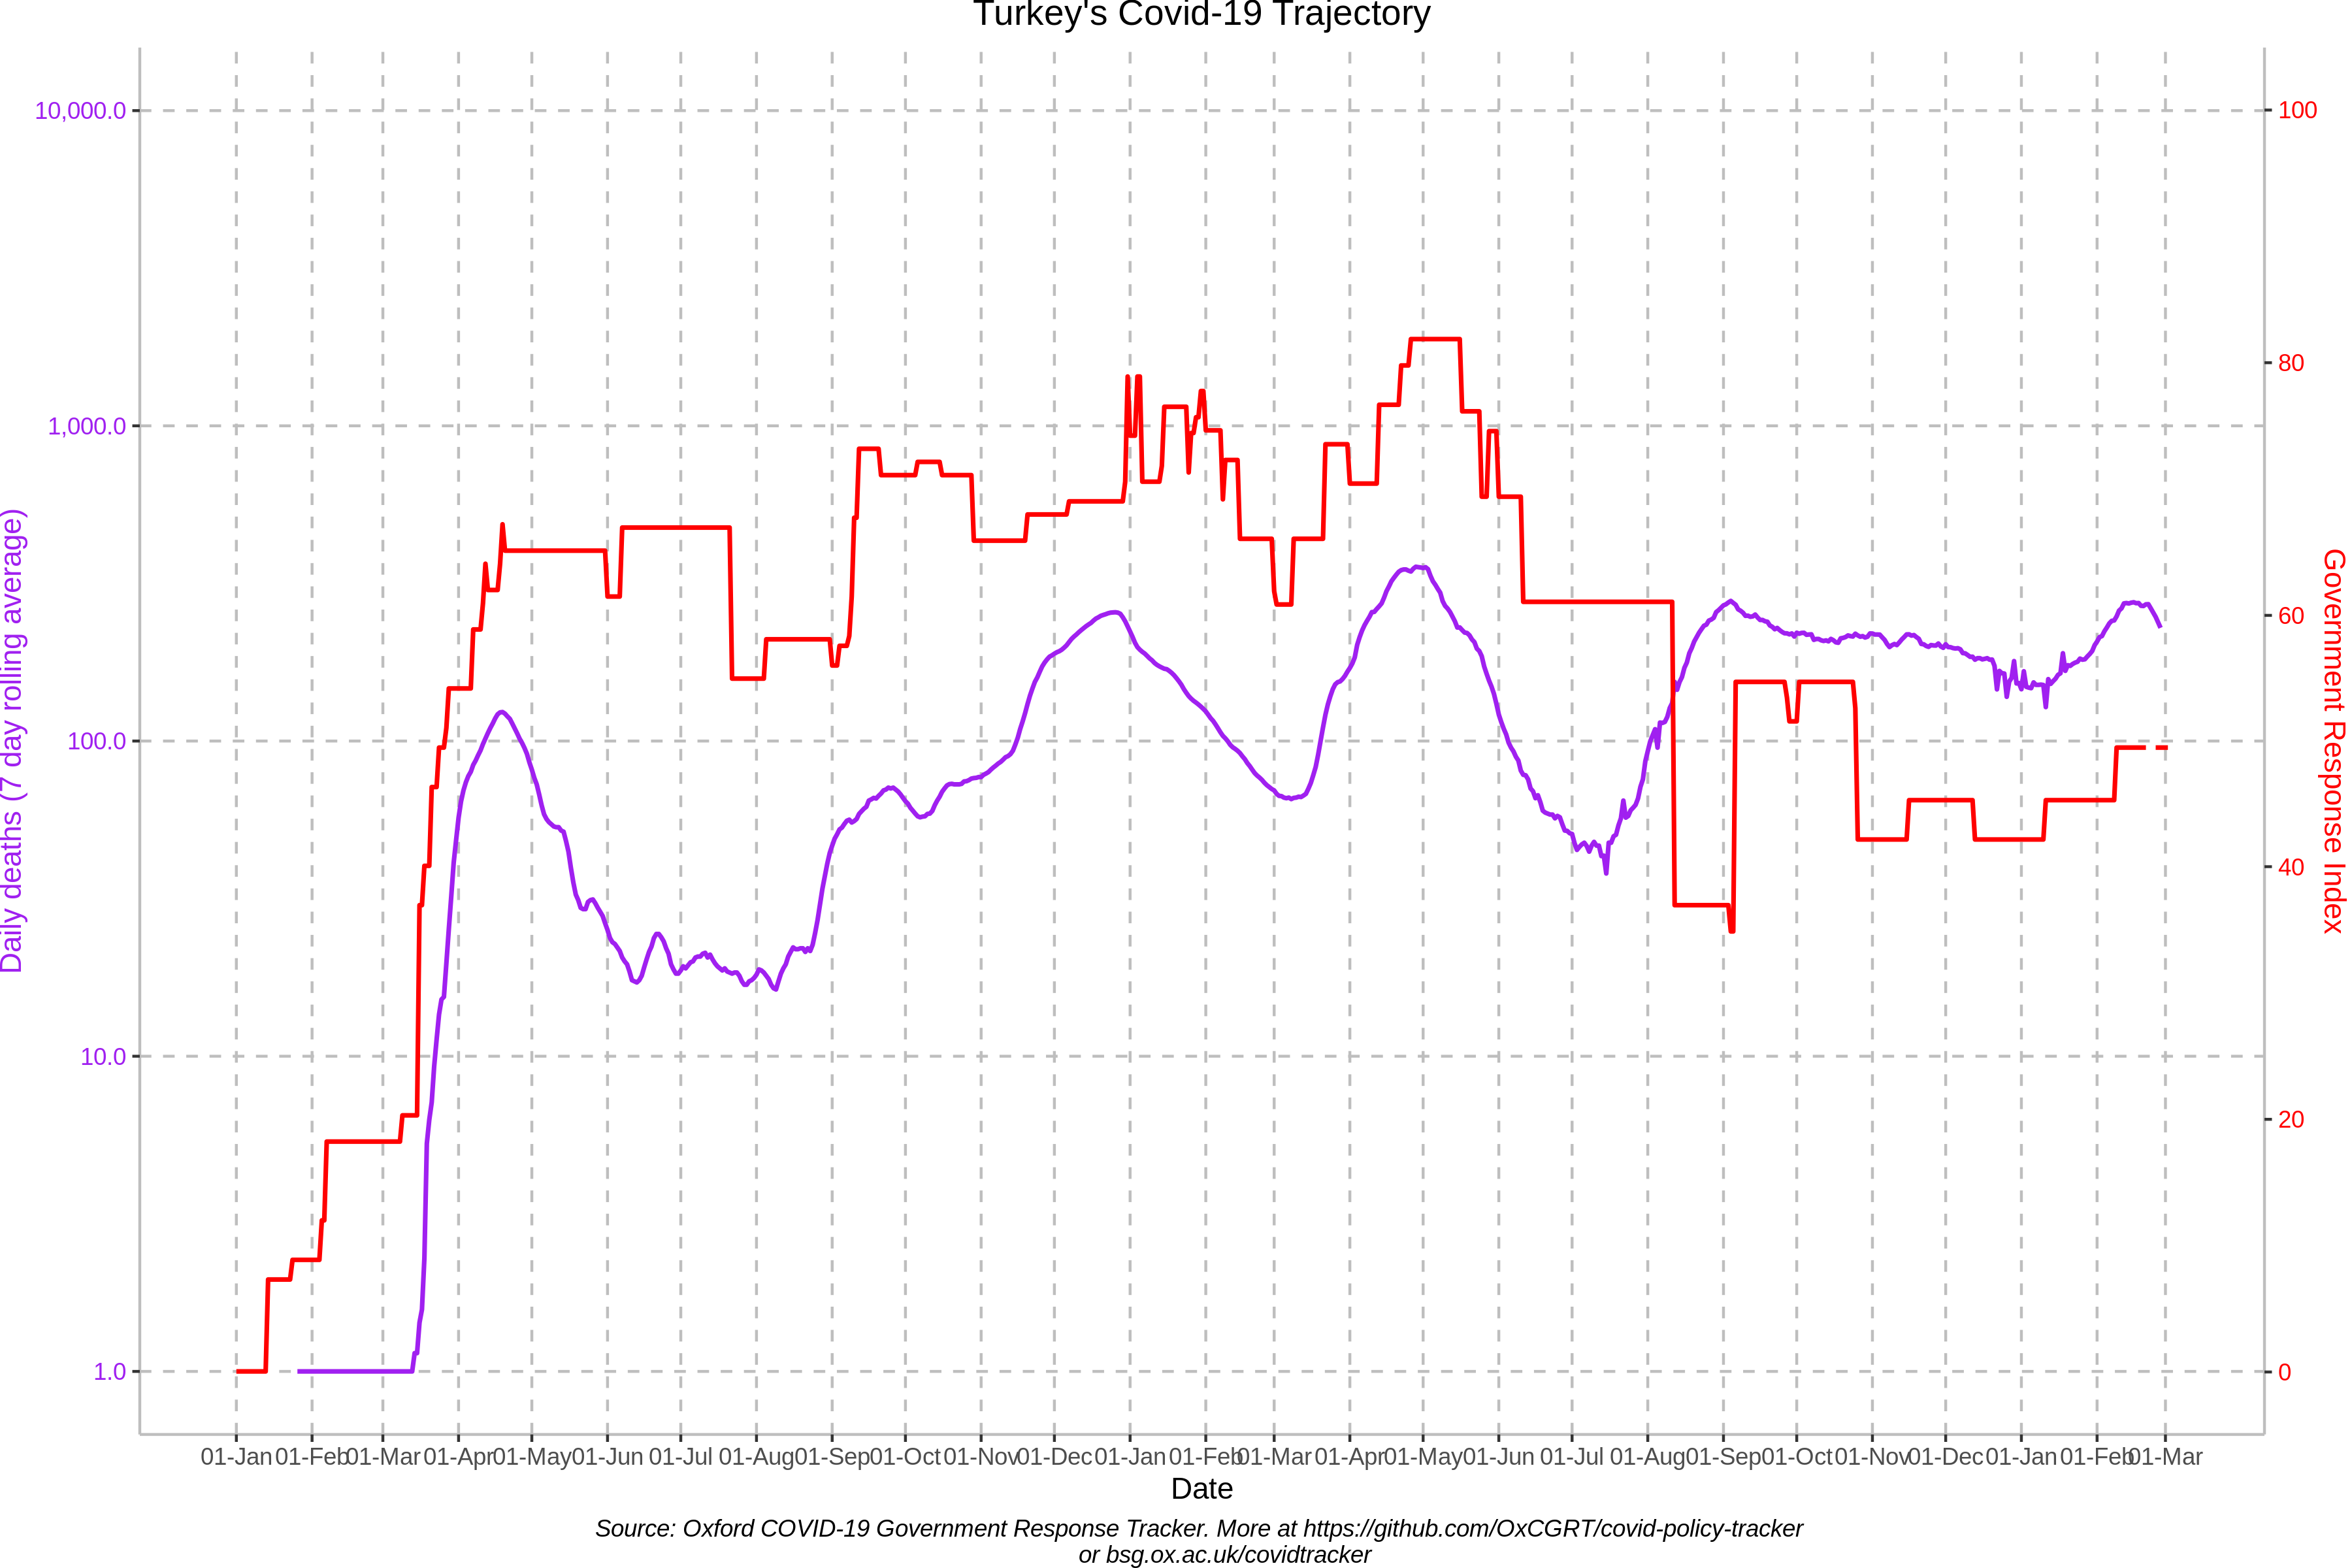 Turkey's Covid-19 Trajectory
10,000.0
1,000.0
100.0
10.0
1.0
Daily deaths (7 day rolling average)
100
80
60
40
20
0
Government Response Index
01-Jan 01-Feb 01-Mar 01-Apr 01-May 01-Jun 01-Jul 01-Aug 01-Sep 01-Oct 01-Nov 01-Dec 01-Jan 01-Feb 01-Mar 01-Apr 01-May 01-Jun 01-Jul 01-Aug 01-Sep 01-Oct 01-Nov 01-Dec 01-Jan 01-Feb 01-Mar
Date
Source: Oxford COVID-19 Government Response Tracker. More at https://github.com/OxCGRT/covid-policy-tracker
or bsg.ox.ac.uk/covidtracker